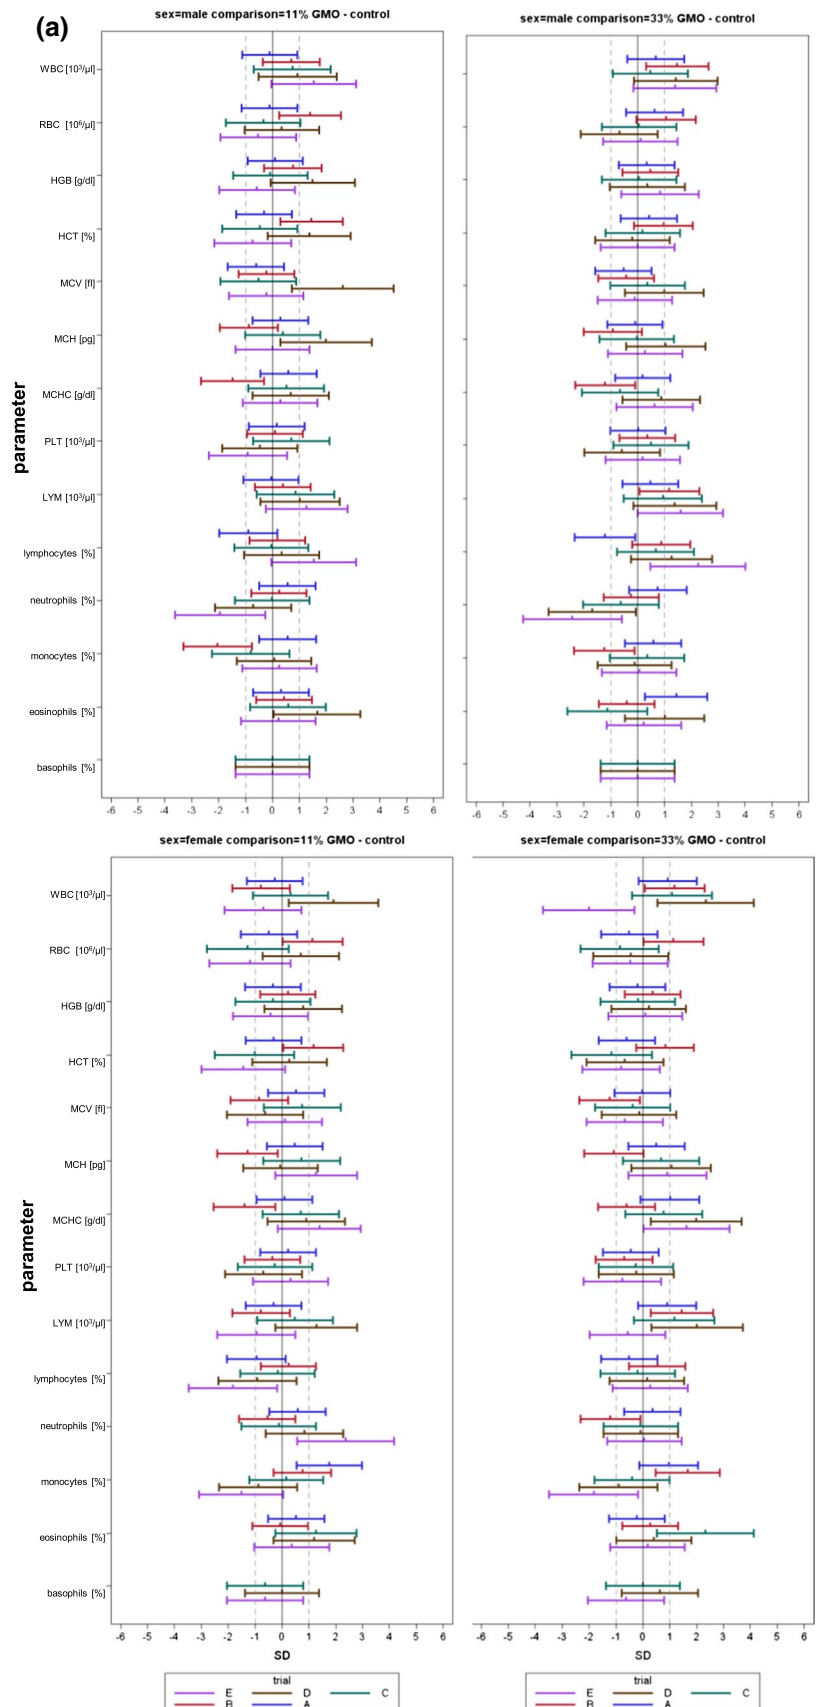 (a)
sex=male comparison=11% GMO - control
sex=male comparison=33% GMO - control
parameter
WBC [10³/µl]
RBC [10⁶/µl]
HGB [g/dl]
HCT [%]
MCV [fl]
MCH [pg]
MCHC [g/dl]
PLT [10³/µl]
LYM [10³/µl]
lymphocytes [%]
neutrophils [%]
monocytes [%]
eosinophils [%]
basophils [%]
-6 -5 -4 -3 -2 -1 0 1 2 3 4 5 6
-6 -5 -4 -3 -2 -1 0 1 2 3 4 5 6
sex=female comparison=11% GMO - control
sex=female comparison=33% GMO - control
parameter
WBC [10³/µl]
RBC [10⁶/µl]
HGB [g/dl]
HCT [%]
MCV [fl]
MCH [pg]
MCHC [g/dl]
PLT [10³/µl]
LYM [10³/µl]
lymphocytes [%]
neutrophils [%]
monocytes [%]
eosinophils [%]
basophils [%]
-6 -5 -4 -3 -2 -1 0 1 2 3 4 5 6
-6 -5 -4 -3 -2 -1 0 1 2 3 4 5 6
SD
SD
trial
E D C
B A
trial
E D C
B A